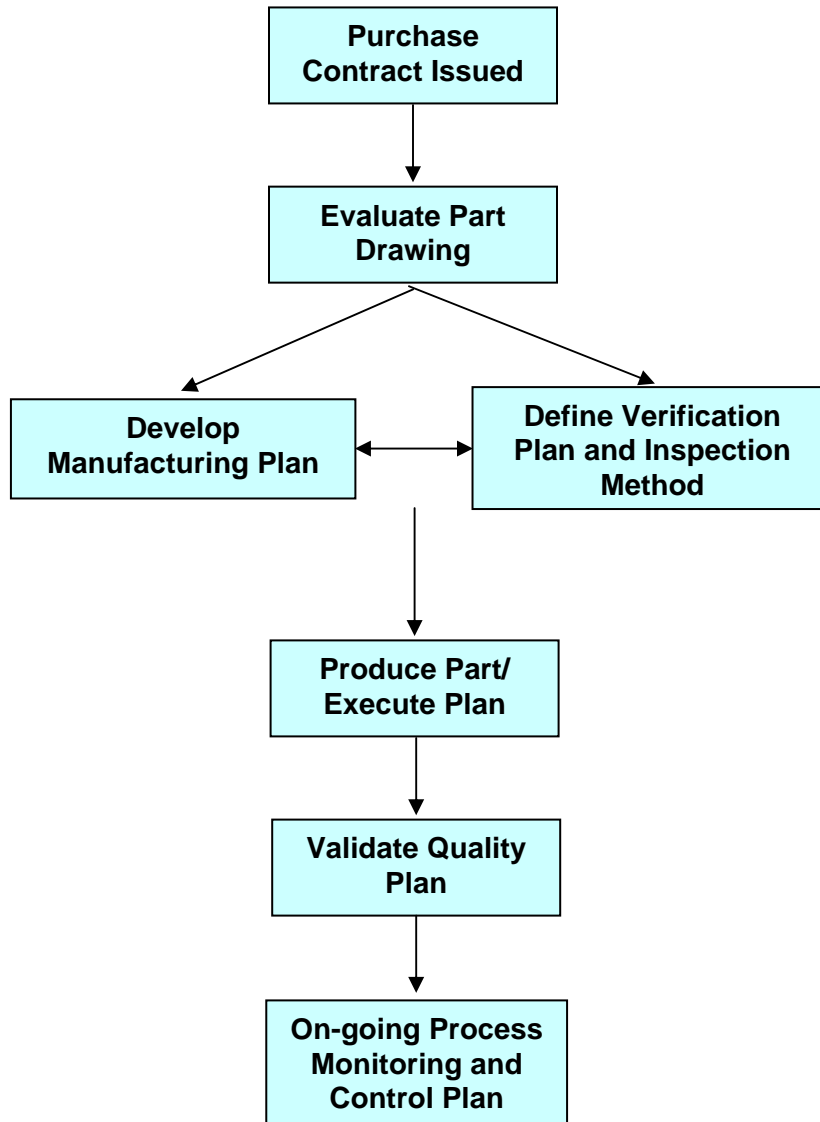 Purchase
Contract Issued
Evaluate Part
Drawing
Develop
Manufacturing Plan
Define Verification
Plan and Inspection
Method
Produce Part/
Execute Plan
Validate Quality
Plan
On-going Process
Monitoring and
Control Plan